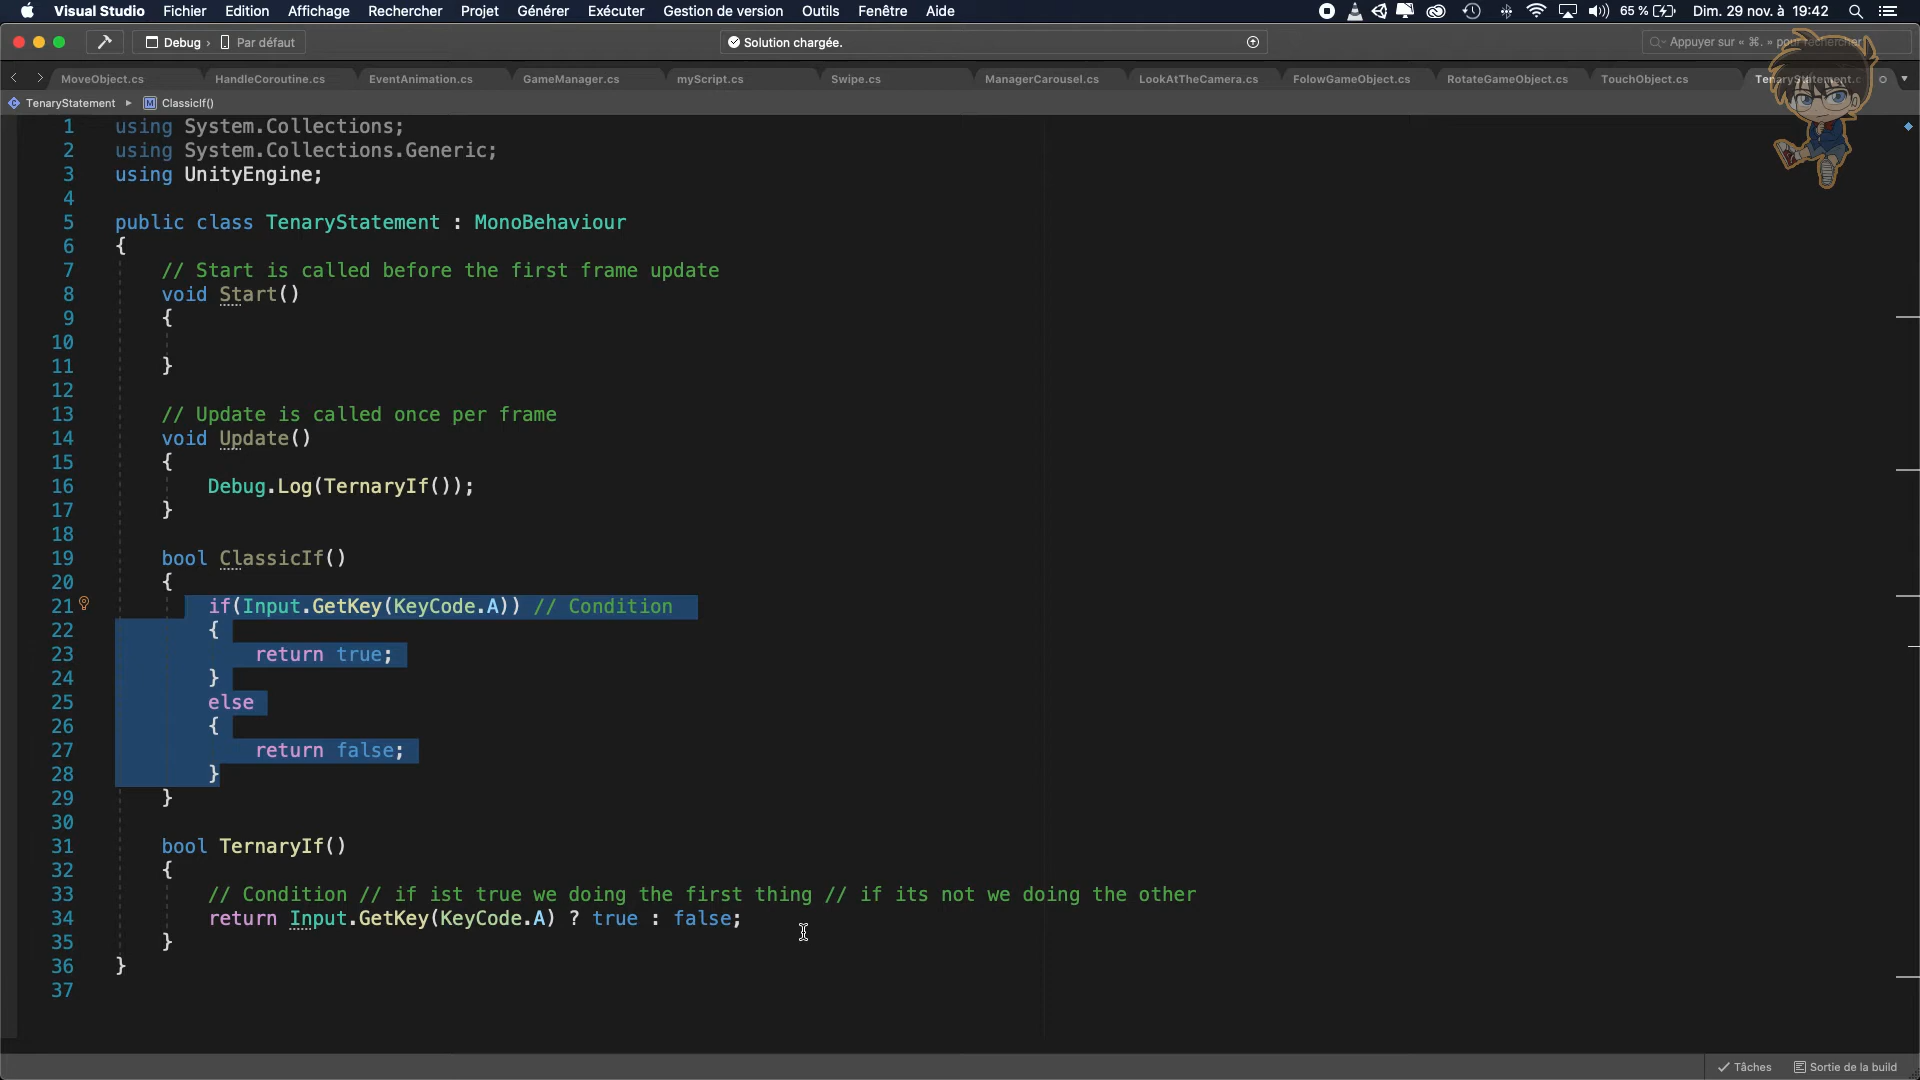 Visual Studio Fichier Edition Affichage Rechercher Projet Générer Exécuter Gestion de version Outils Fenêtre Aide 65 % Dim. 29 nov. à 19:42
Debug › Par défaut Solution chargée. Appuyer sur « ⌘. » pour rechercher
MoveObject.cs HandleCoroutine.cs EventAnimation.cs GameManager.cs myScript.cs Swipe.cs ManagerCarousel.cs LookAtTheCamera.cs FolowGameObject.cs RotateGameObject.cs TouchObject.cs TenaryStatement.c
TenaryStatement ▸ M ClassicIf()
1 using System.Collections;
2 using System.Collections.Generic;
3 using UnityEngine;
4
5 public class TenaryStatement : MonoBehaviour
6 {
7 // Start is called before the first frame update
8 void Start()
9 {
10
11 }
12
13 // Update is called once per frame
14 void Update()
15 {
16 Debug.Log(TernaryIf());
17 }
18
19 bool ClassicIf()
20 {
21 if(Input.GetKey(KeyCode.A)) // Condition
22 {
23 return true;
24 }
25 else
26 {
27 return false;
28 }
29 }
30
31 bool TernaryIf()
32 {
33 // Condition // if ist true we doing the first thing // if its not we doing the other
34 return Input.GetKey(KeyCode.A) ? true : false;
35 }
36 }
37
Tâches Sortie de la build